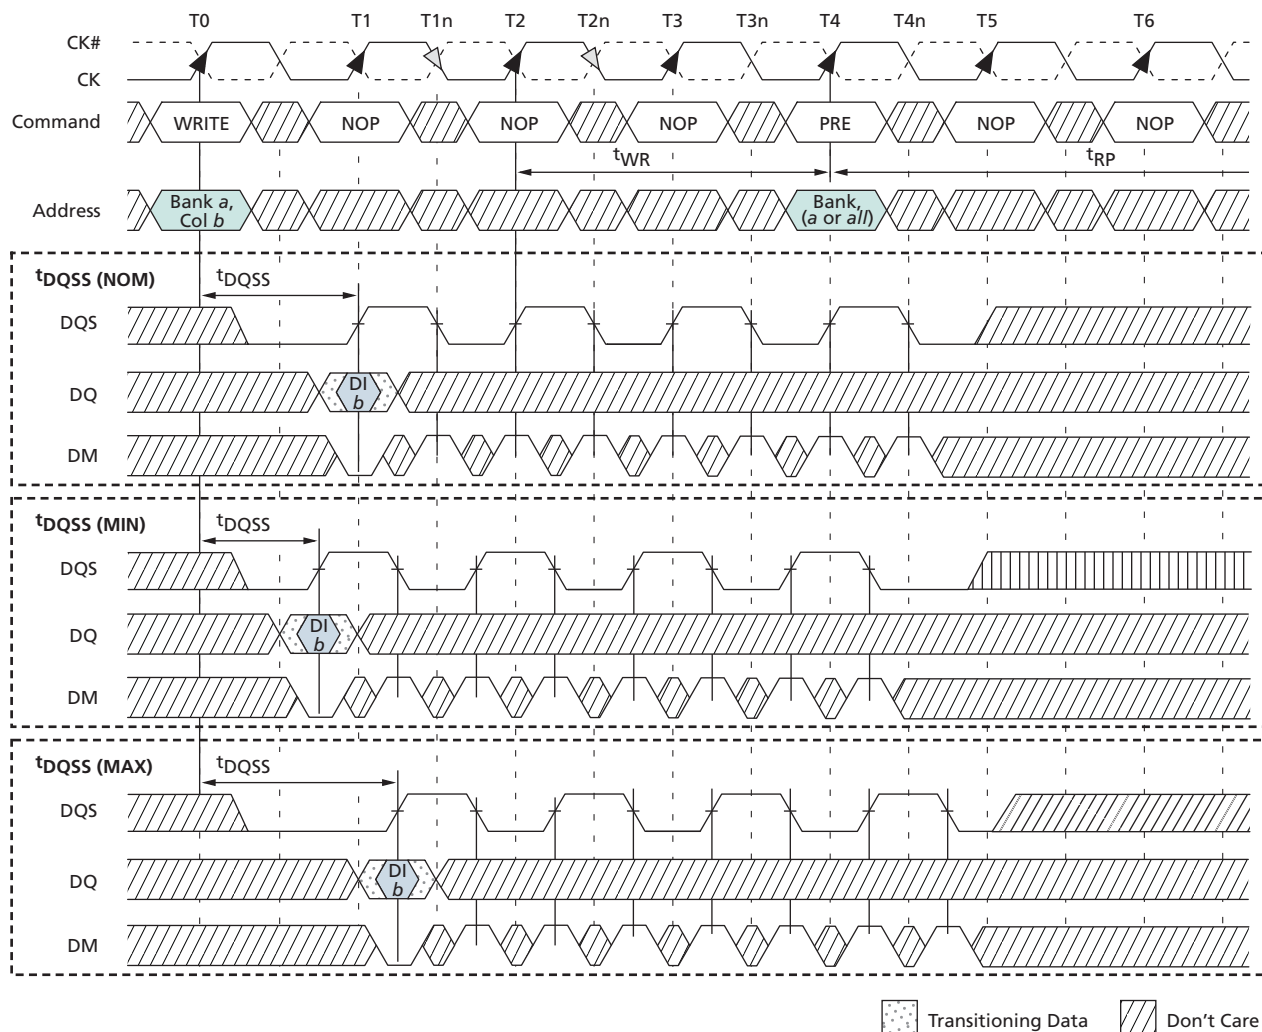 T0 T1 T1n T2 T2n T3 T3n T4 T4n T5 T6
CK#
CK
Command WRITE NOP NOP NOP PRE NOP NOP
tWR tRP
Address Bank a, Col b Bank, (a or all)
tDQSS (NOM) tDQSS
DQS
DQ DI b
DM
tDQSS (MIN) tDQSS
DQS
DQ DI b
DM
tDQSS (MAX) tDQSS
DQS
DQ DI b
DM
Transitioning Data Don't Care